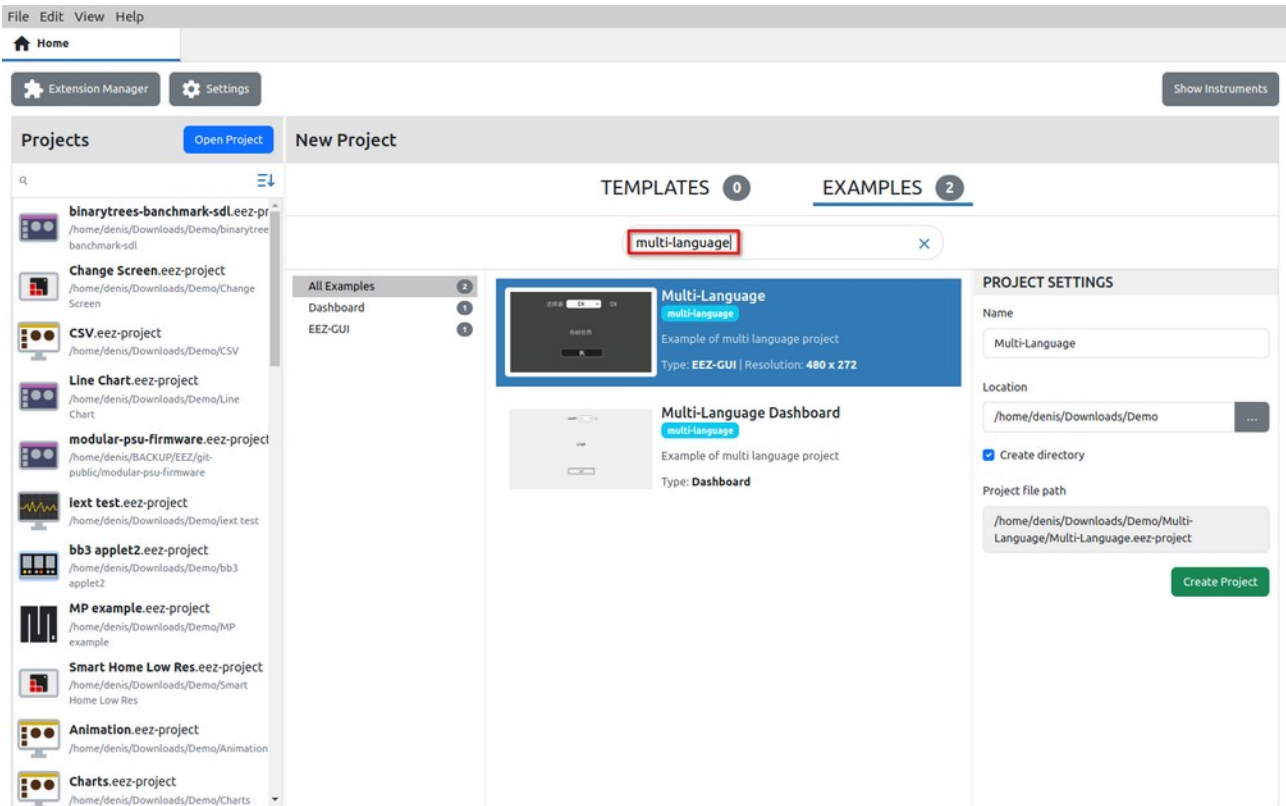 File Edit View Help
Home
Extension Manager
Settings
Show Instruments
Projects
Open Project
New Project
TEMPLATES 0
EXAMPLES 2
multi-language
binarytrees-banchmark-sdl.eez-pr
/home/denis/Downloads/Demo/binarytree
banchmark-sdl
Change Screen.eez-project
/home/denis/Downloads/Demo/Change
Screen
CSV.eez-project
/home/denis/Downloads/Demo/CSV
Line Chart.eez-project
/home/denis/Downloads/Demo/Line
Chart
modular-psu-firmware.eez-project
/home/denis/BACKUP/EEZ/git-
public/modular-psu-firmware
iext test.eez-project
/home/denis/Downloads/Demo/iext test
bb3 applet2.eez-project
/home/denis/Downloads/Demo/bb3
applet2
MP example.eez-project
/home/denis/Downloads/Demo/MP
example
Smart Home Low Res.eez-project
/home/denis/Downloads/Demo/Smart
Home Low Res
Animation.eez-project
/home/denis/Downloads/Demo/Animation
Charts.eez-project
/home/denis/Downloads/Demo/Charts
All Examples 2
Dashboard 1
EEZ-GUI 1
Multi-Language
multi-language
Example of multi language project
Type: EEZ-GUI | Resolution: 480 x 272
Multi-Language Dashboard
multi-language
Example of multi language project
Type: Dashboard
PROJECT SETTINGS
Name
Multi-Language
Location
/home/denis/Downloads/Demo
...
Create directory
Project file path
/home/denis/Downloads/Demo/Multi-
Language/Multi-Language.eez-project
Create Project